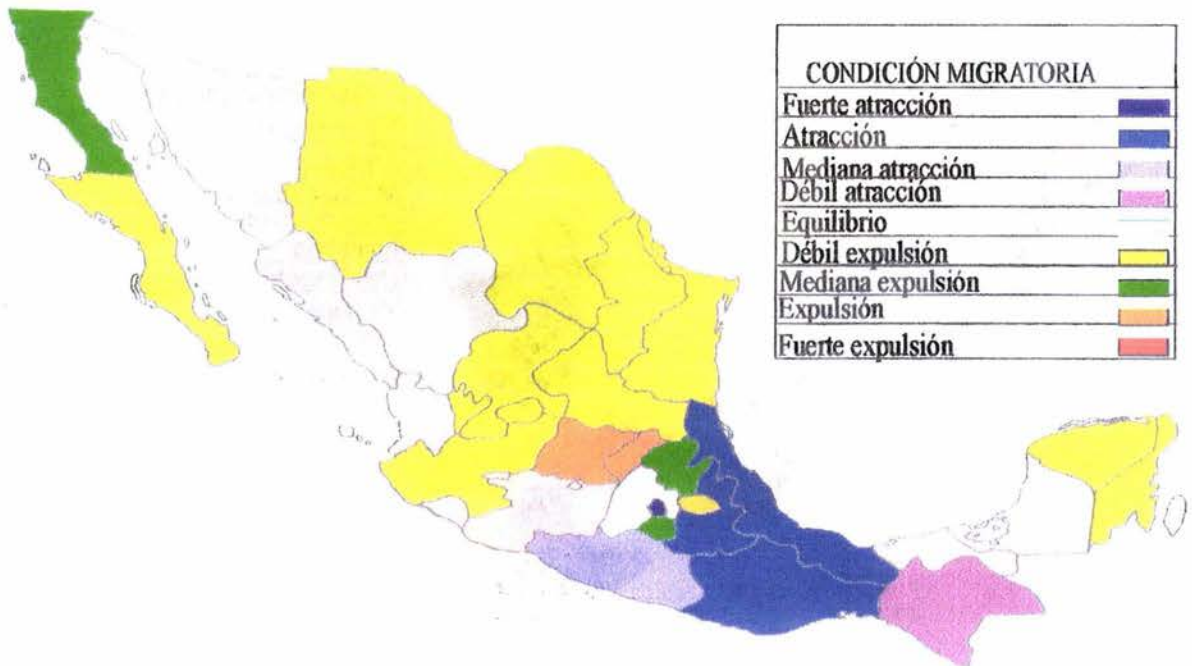 CONDICIÓN MIGRATORIA
Fuerte atracción
Atracción
Mediana atracción
Débil atracción
Equilibrio
Débil expulsión
Mediana expulsión
Expulsión
Fuerte expulsión